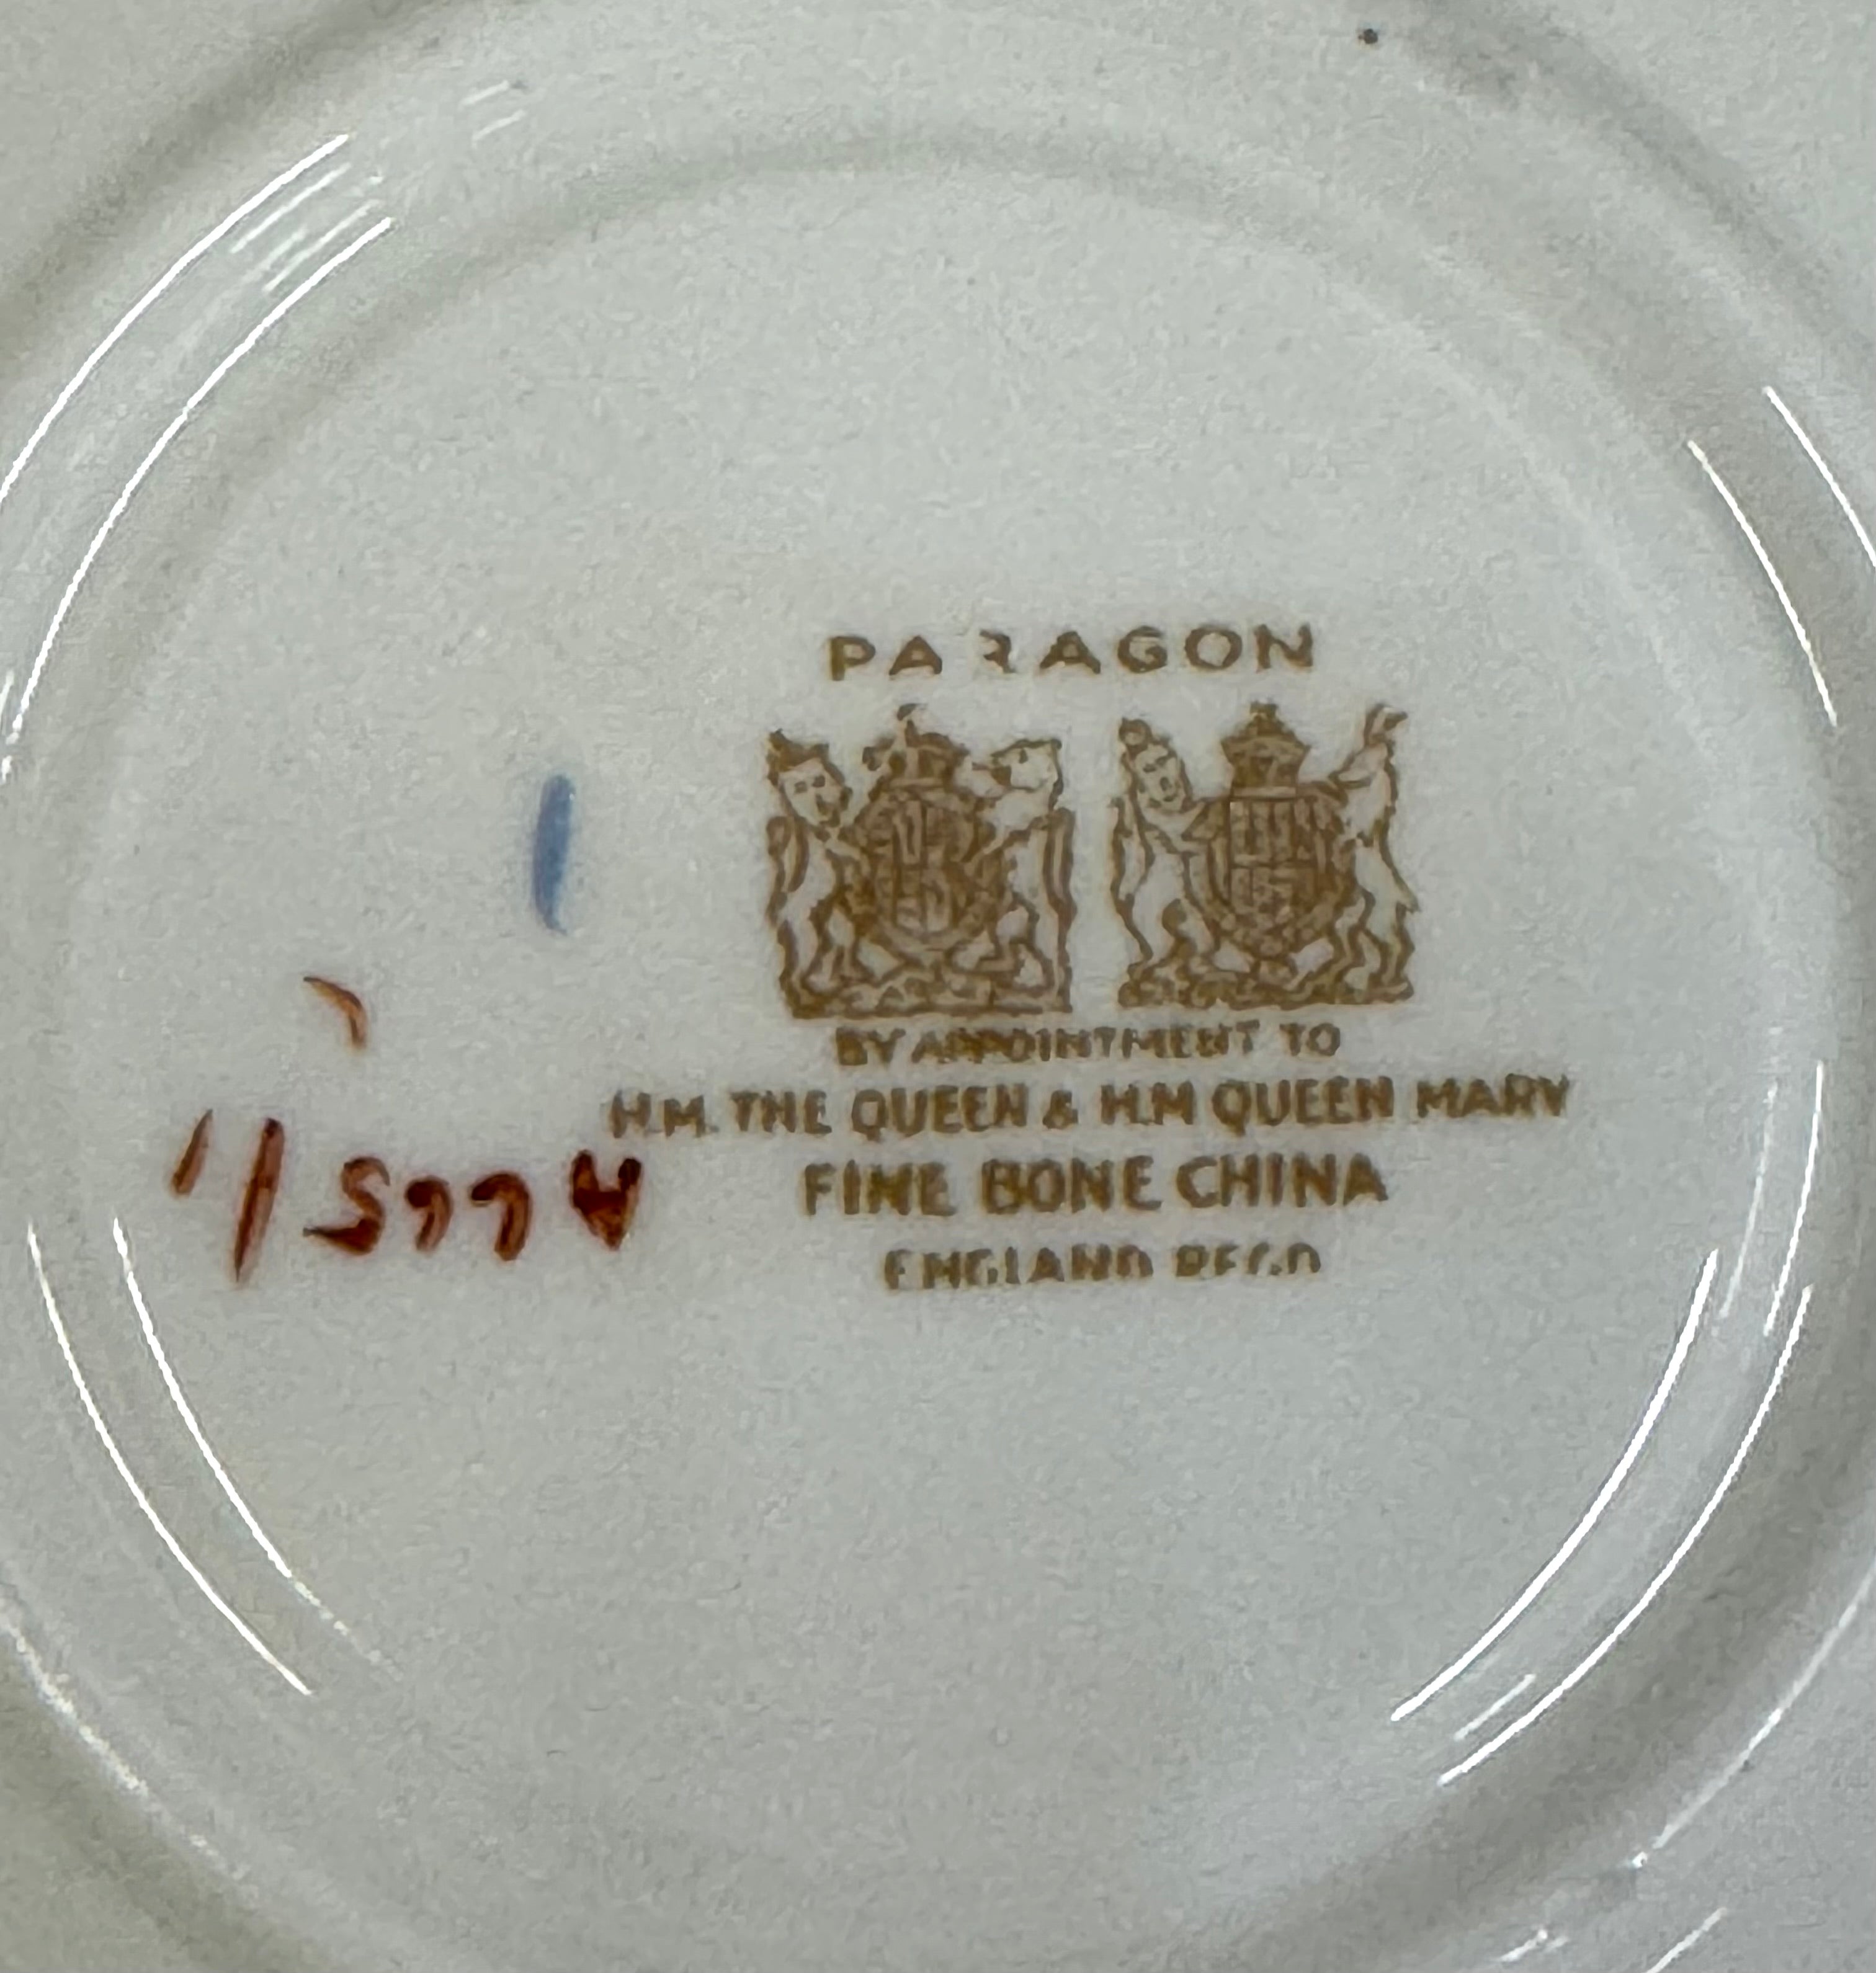 PARAGON
BY APPOINTMENT TO
H.M. THE QUEEN & H.M QUEEN MARY
FINE BONE CHINA
ENGLAND REG.D